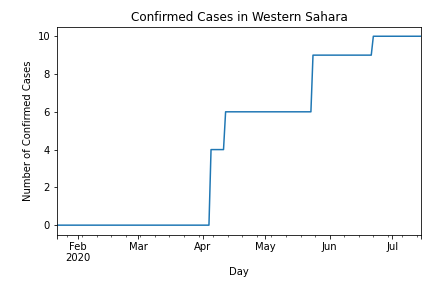 Confirmed Cases in Western Sahara
10
8
6
4
2
0
Number of Confirmed Cases
Feb Mar Apr May Jun Jul
2020
Day